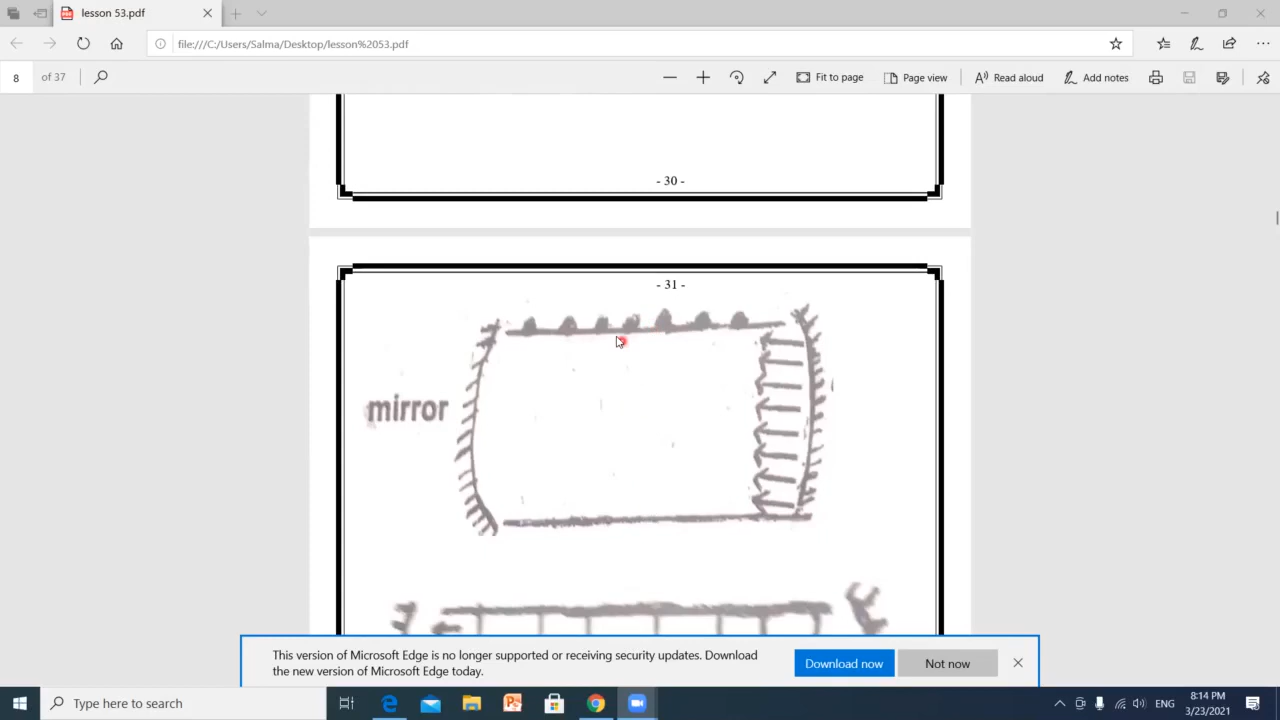 lesson 53.pdf
file:///C:/Users/Salma/Desktop/lesson%2053.pdf
8 of 37
Fit to page
Page view
Read aloud
Add notes
- 30 -
- 31 -
mirror
This version of Microsoft Edge is no longer supported or receiving security updates. Download
the new version of Microsoft Edge today.
Download now
Not now
Type here to search
ENG
8:14 PM
3/23/2021